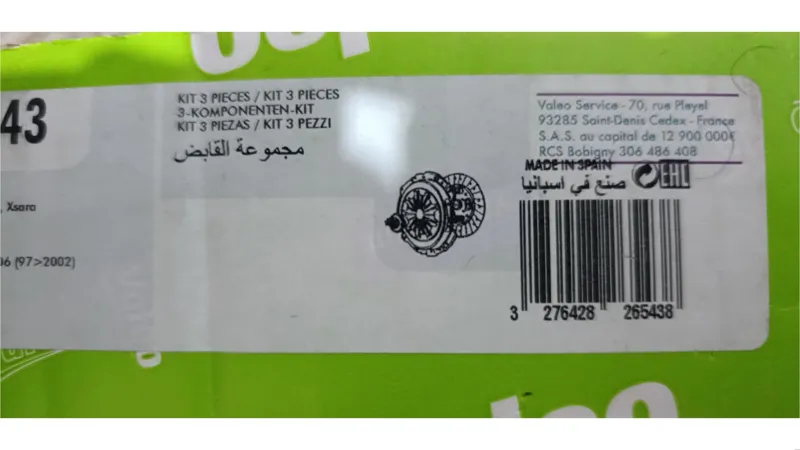 43
, Xsara
06 (97>2002)
KIT 3 PIECES / KIT 3 PIECES
3-KOMPONENTEN-KIT
KIT 3 PIEZAS / KIT 3 PEZZI
مجموعة القابض
Valeo Service - 70, rue Pleyel
93285 Saint-Denis Cedex - France
S.A.S. au capital de 12 900 000€
RCS Bobigny 306 486 408
MADE IN SPAIN
صنع في اسبانيا
EAC
3 276428 265438